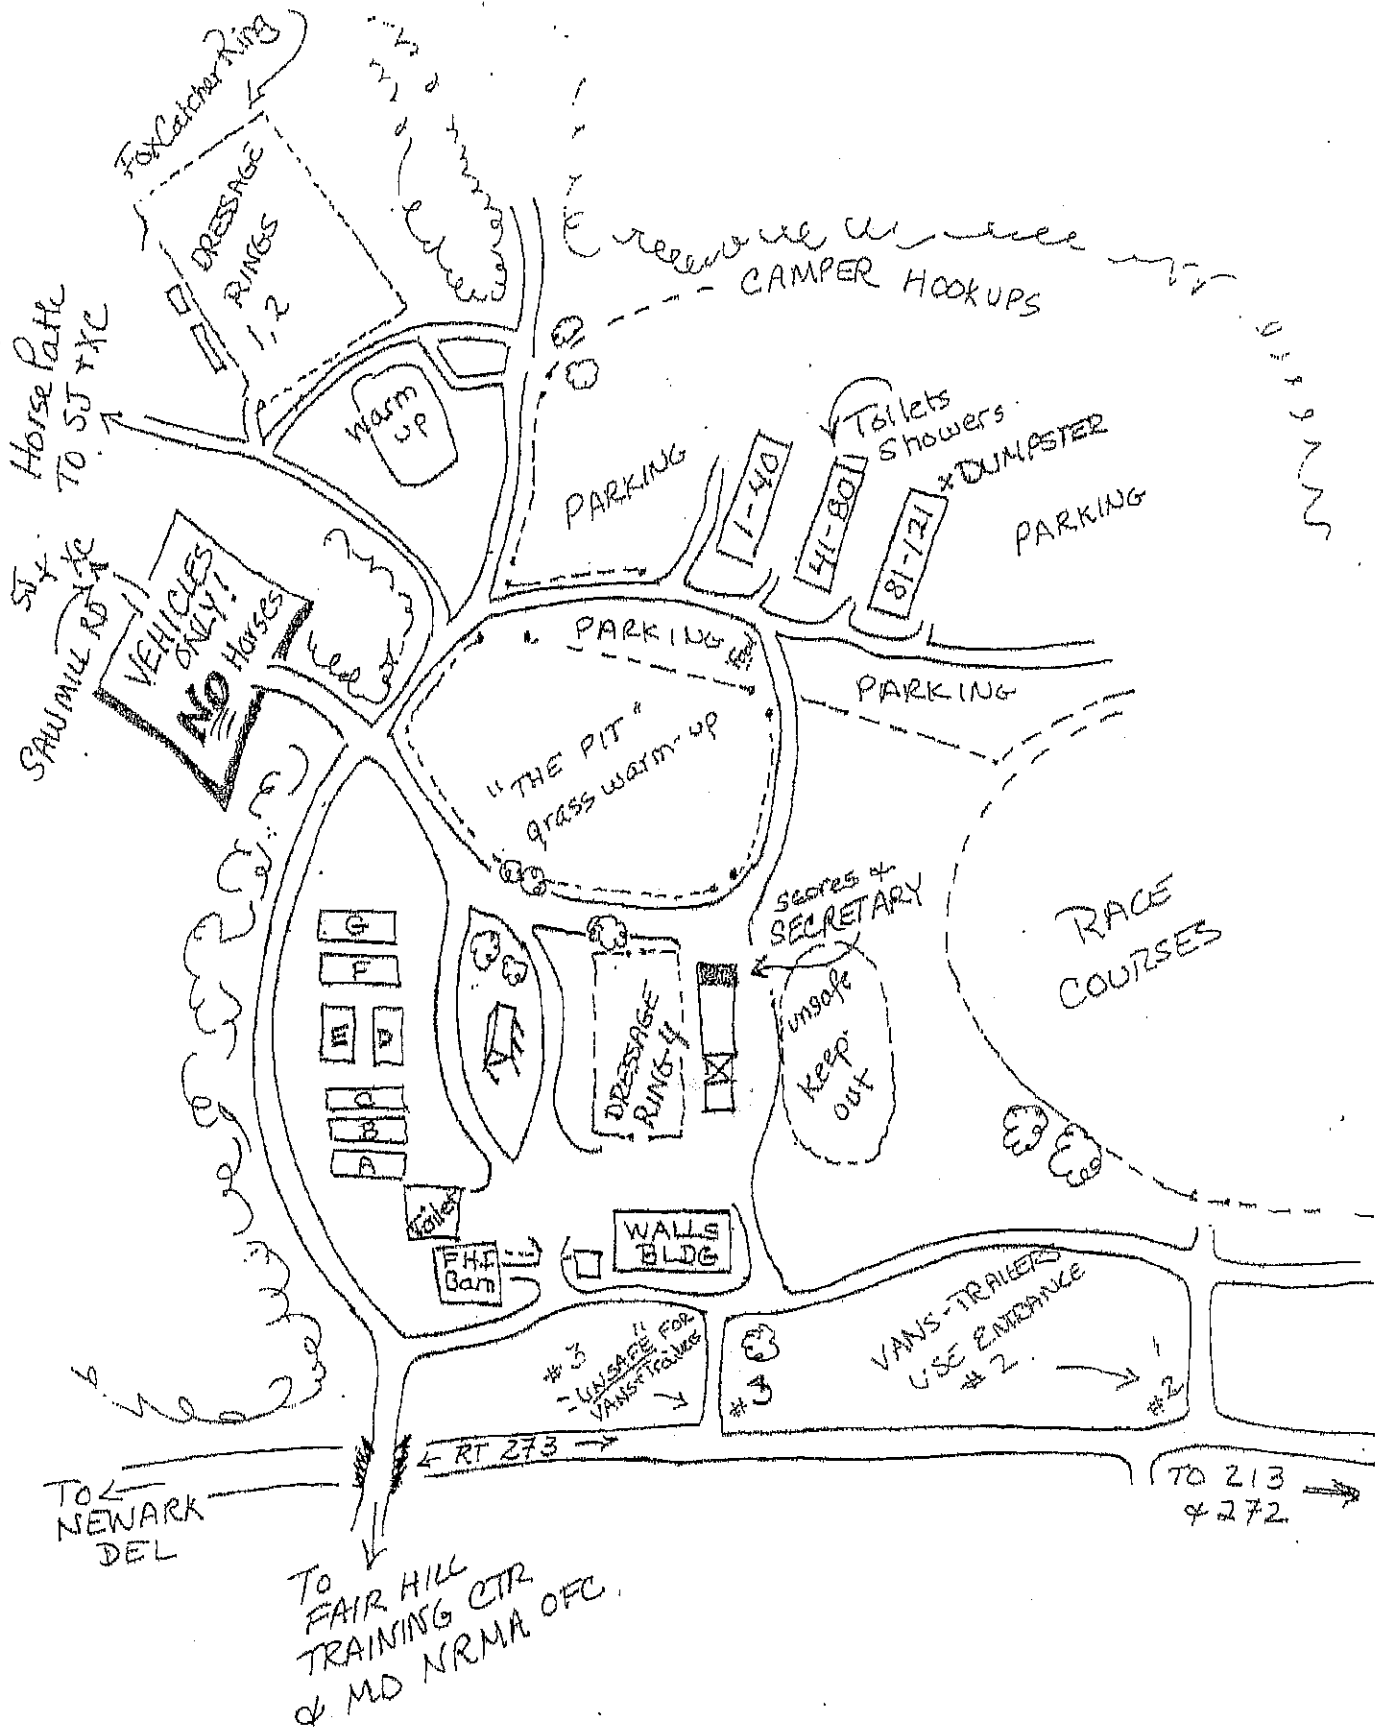 FoxCatcher Ring
DRESSAGE
RINGS
1,2
CAMPER HOOKUPS
Horse Path
TO SJ + XC
warm
up
PARKING
1-40
Toilets
Showers
41-80
* DUMPSTER
81-121
PARKING
SJ + XC
SAWMILL RD
VEHICLES
ONLY!
NO Horses
PARKING
PARKING
"THE PIT"
grass warm-up
scores +
SECRETARY
RACE
COURSES
G
F
E
D
C
B
A
DRESSAGE
RING-4
unsafe
keep
out
Toilet
F.H.I
Barn
WALLS
BLDG
#3
-UNSAFE" FOR
VANS+Trailers
#3
VANS-TRAILERS
USE ENTRANCE
#2
#2
RT 273
TO
NEWARK
DEL
TO 213
& 272
TO
FAIR HILL
TRAINING CTR
& MD NRMA OFC.